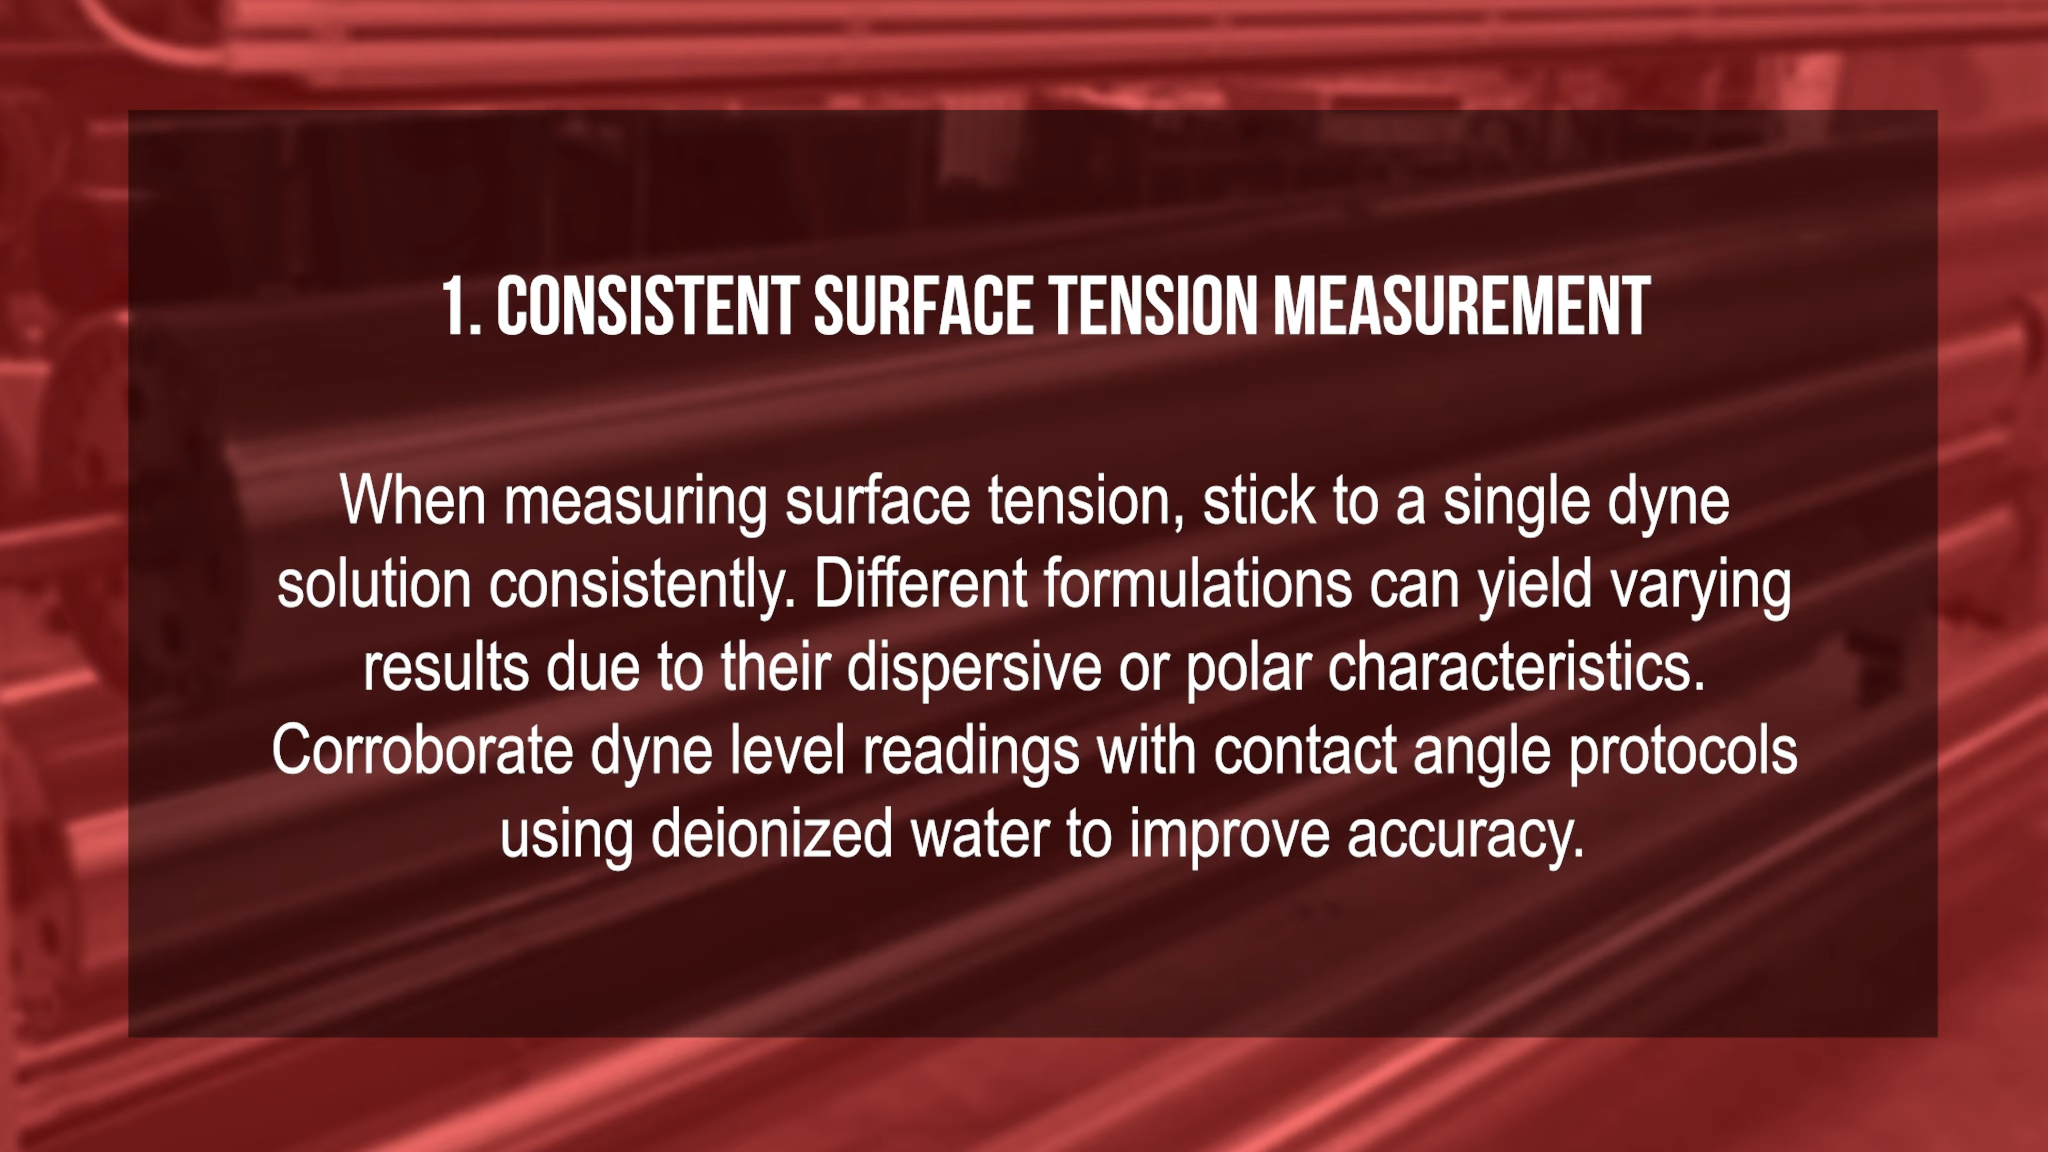 1. CONSISTENT SURFACE TENSION MEASUREMENT
When measuring surface tension, stick to a single dyne
solution consistently. Different formulations can yield varying
results due to their dispersive or polar characteristics.
Corroborate dyne level readings with contact angle protocols
using deionized water to improve accuracy.